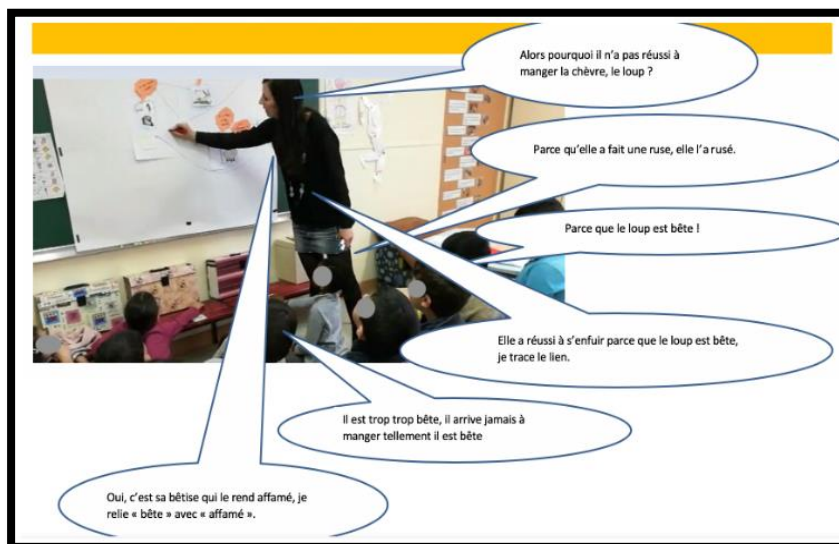 Alors pourquoi il n'a pas réussi à
manger la chèvre, le loup ?
Parce qu'elle a fait une ruse, elle l'a rusé.
Parce que le loup est bête !
Elle a réussi à s'enfuir parce que le loup est bête,
je trace le lien.
Il est trop trop bête, il arrive jamais à
manger tellement il est bête
Oui, c'est sa bêtise qui le rend affamé, je
relie « bête » avec « affamé ».